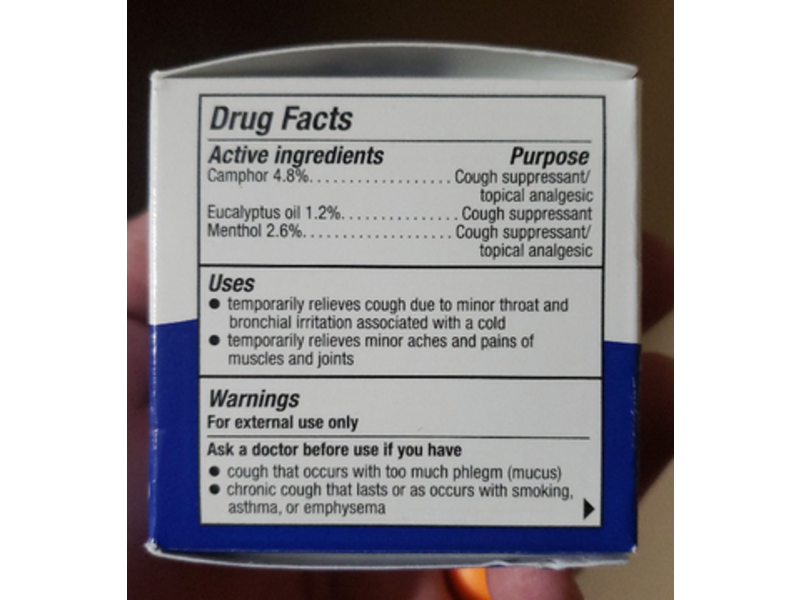 Drug Facts
Active ingredients Purpose
Camphor 4.8%.................Cough suppressant/
topical analgesic
Eucalyptus oil 1.2%..............Cough suppressant
Menthol 2.6%..................Cough suppressant/
topical analgesic
Uses
● temporarily relieves cough due to minor throat and
bronchial irritation associated with a cold
● temporarily relieves minor aches and pains of
muscles and joints
Warnings
For external use only
Ask a doctor before use if you have
● cough that occurs with too much phlegm (mucus)
● chronic cough that lasts or as occurs with smoking,
asthma, or emphysema